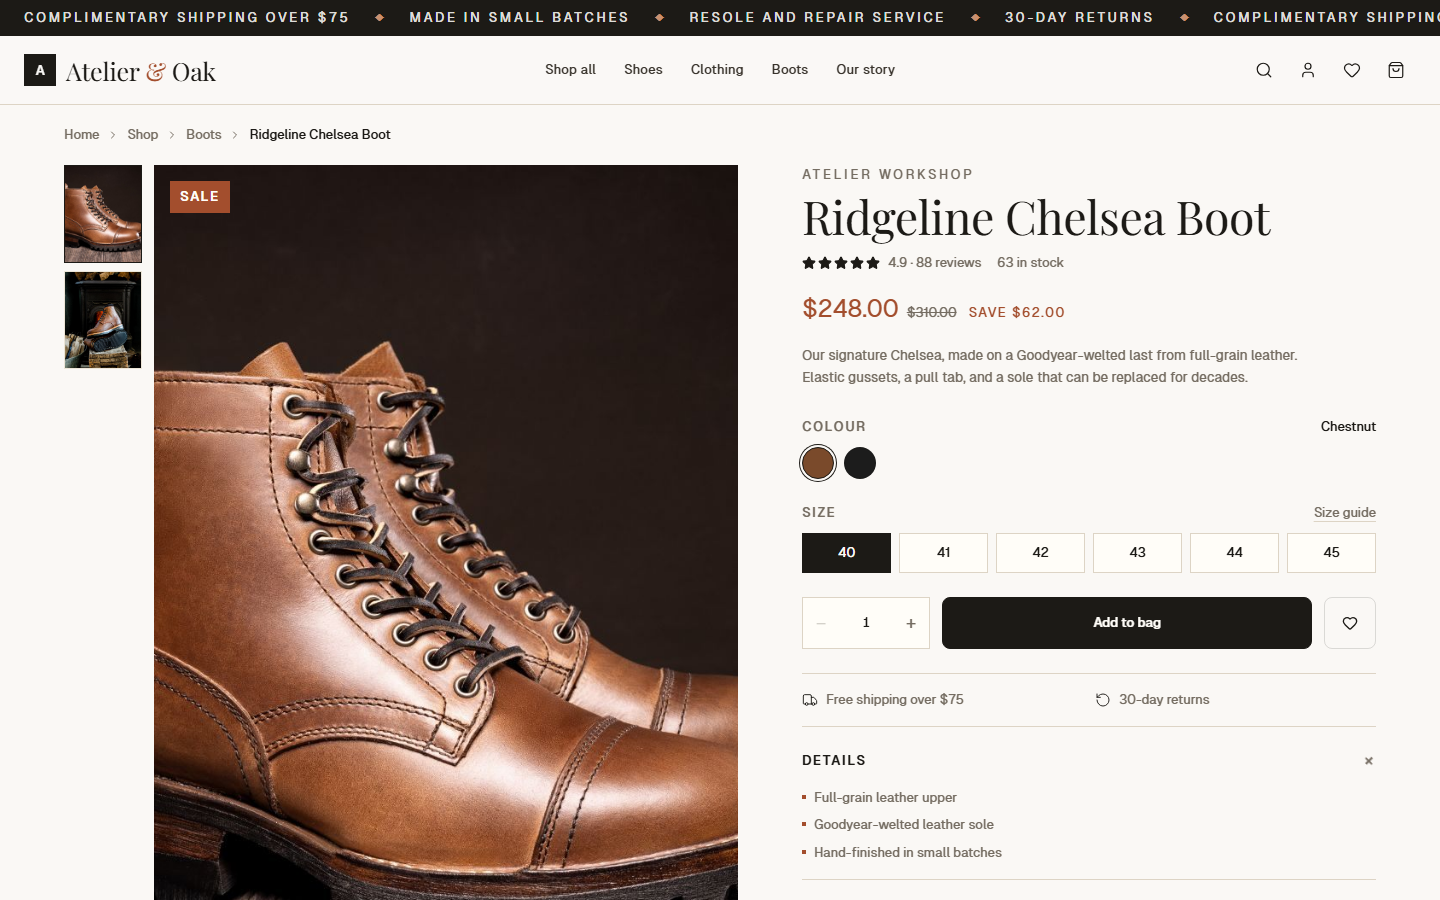 COMPLIMENTARY SHIPPING OVER $75 ◆ MADE IN SMALL BATCHES ◆ RESOLE AND REPAIR SERVICE ◆ 30-DAY RETURNS ◆ COMPLIMENTARY SHIPPING
A Atelier & Oak
Shop all Shoes Clothing Boots Our story
Home > Shop > Boots > Ridgeline Chelsea Boot
SALE
ATELIER WORKSHOP
Ridgeline Chelsea Boot
4.9 · 88 reviews 63 in stock
$248.00 $310.00 SAVE $62.00
Our signature Chelsea, made on a Goodyear-welted last from full-grain leather.
Elastic gussets, a pull tab, and a sole that can be replaced for decades.
COLOUR Chestnut
SIZE Size guide
40 41 42 43 44 45
− 1 + Add to bag
Free shipping over $75 30-day returns
DETAILS ×
Full-grain leather upper
Goodyear-welted leather sole
Hand-finished in small batches